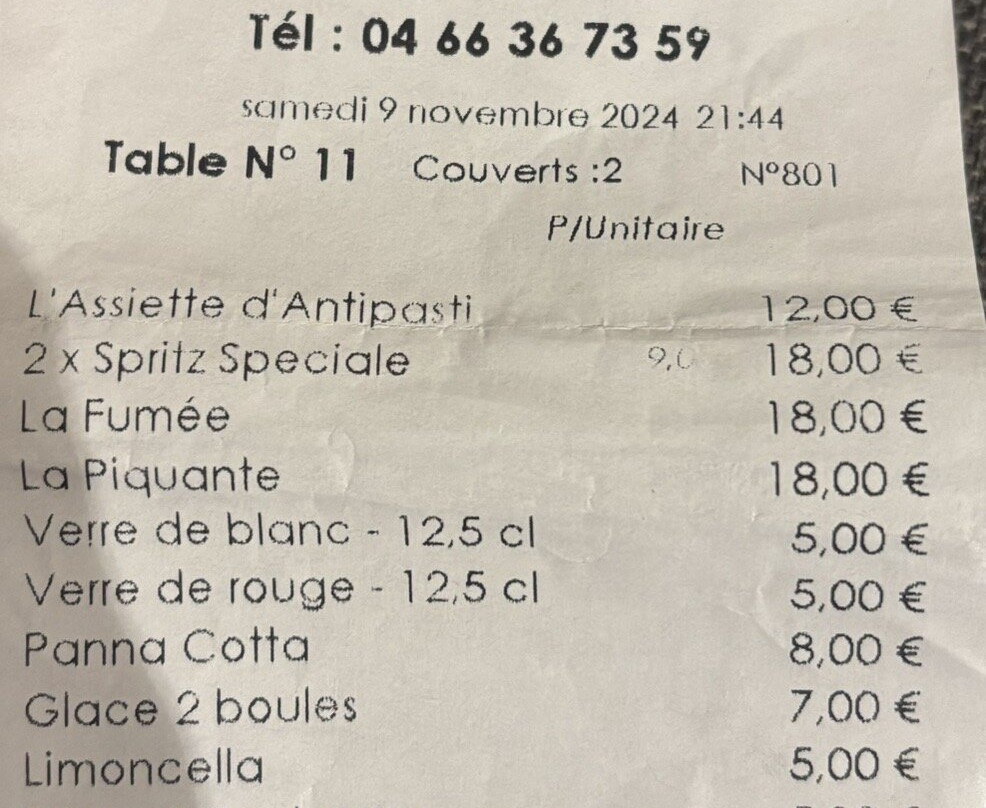 Tél : 04 66 36 73 59
samedi 9 novembre 2024 21:44
Table N° 11 Couverts :2 N°801
P/Unitaire
L'Assiette d'Antipasti 12,00 €
2 x Spritz Speciale 9,0 18,00 €
La Fumée 18,00 €
La Piquante 18,00 €
Verre de blanc - 12,5 cl 5,00 €
Verre de rouge - 12,5 cl 5,00 €
Panna Cotta 8,00 €
Glace 2 boules 7,00 €
Limoncella 5,00 €